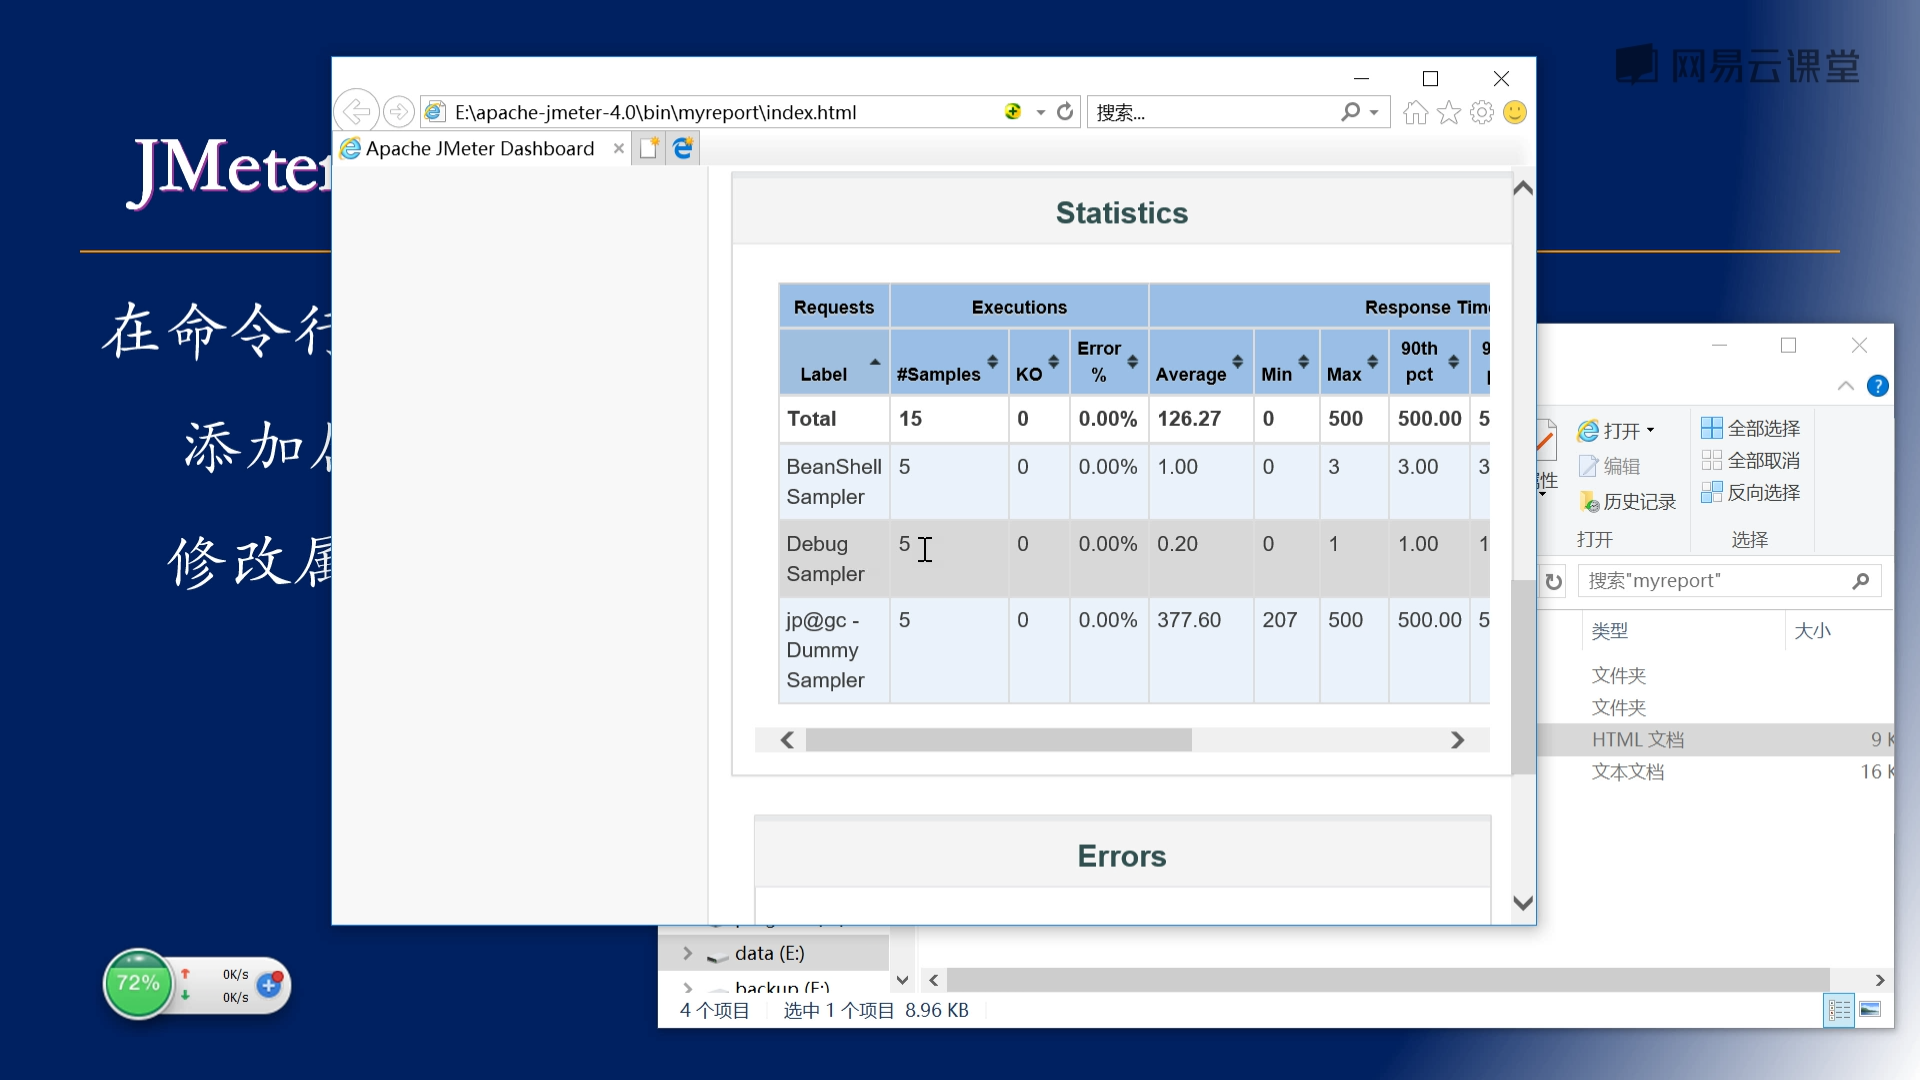 网易云课堂
JMeter
在命令行
添加
修改属
E:\apache-jmeter-4.0\bin\myreport\index.html
搜索...
Apache JMeter Dashboard
Statistics
Requests Executions Response Time
Label #Samples KO Error % Average Min Max 90th pct 9
Total 15 0 0.00% 126.27 0 500 500.00 5
BeanShell Sampler 5 0 0.00% 1.00 0 3 3.00 3
Debug Sampler 5 0 0.00% 0.20 0 1 1.00 1
jp@gc - Dummy Sampler 5 0 0.00% 377.60 207 500 500.00 5
Errors
打开
编辑
历史记录
打开
全部选择
全部取消
反向选择
选择
性
搜索"myreport"
类型 大小
文件夹
文件夹
HTML 文档 9 K
文本文档 16 K
data (E:)
backup (F:)
4 个项目 选中 1 个项目 8.96 KB
72%
0K/s
0K/s